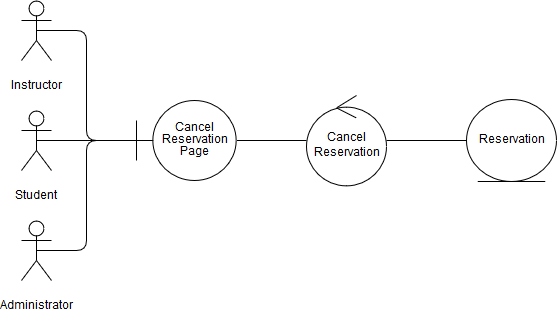 Instructor
Cancel
Reservation
Page
Cancel
Reservation
Reservation
Student
Administrator